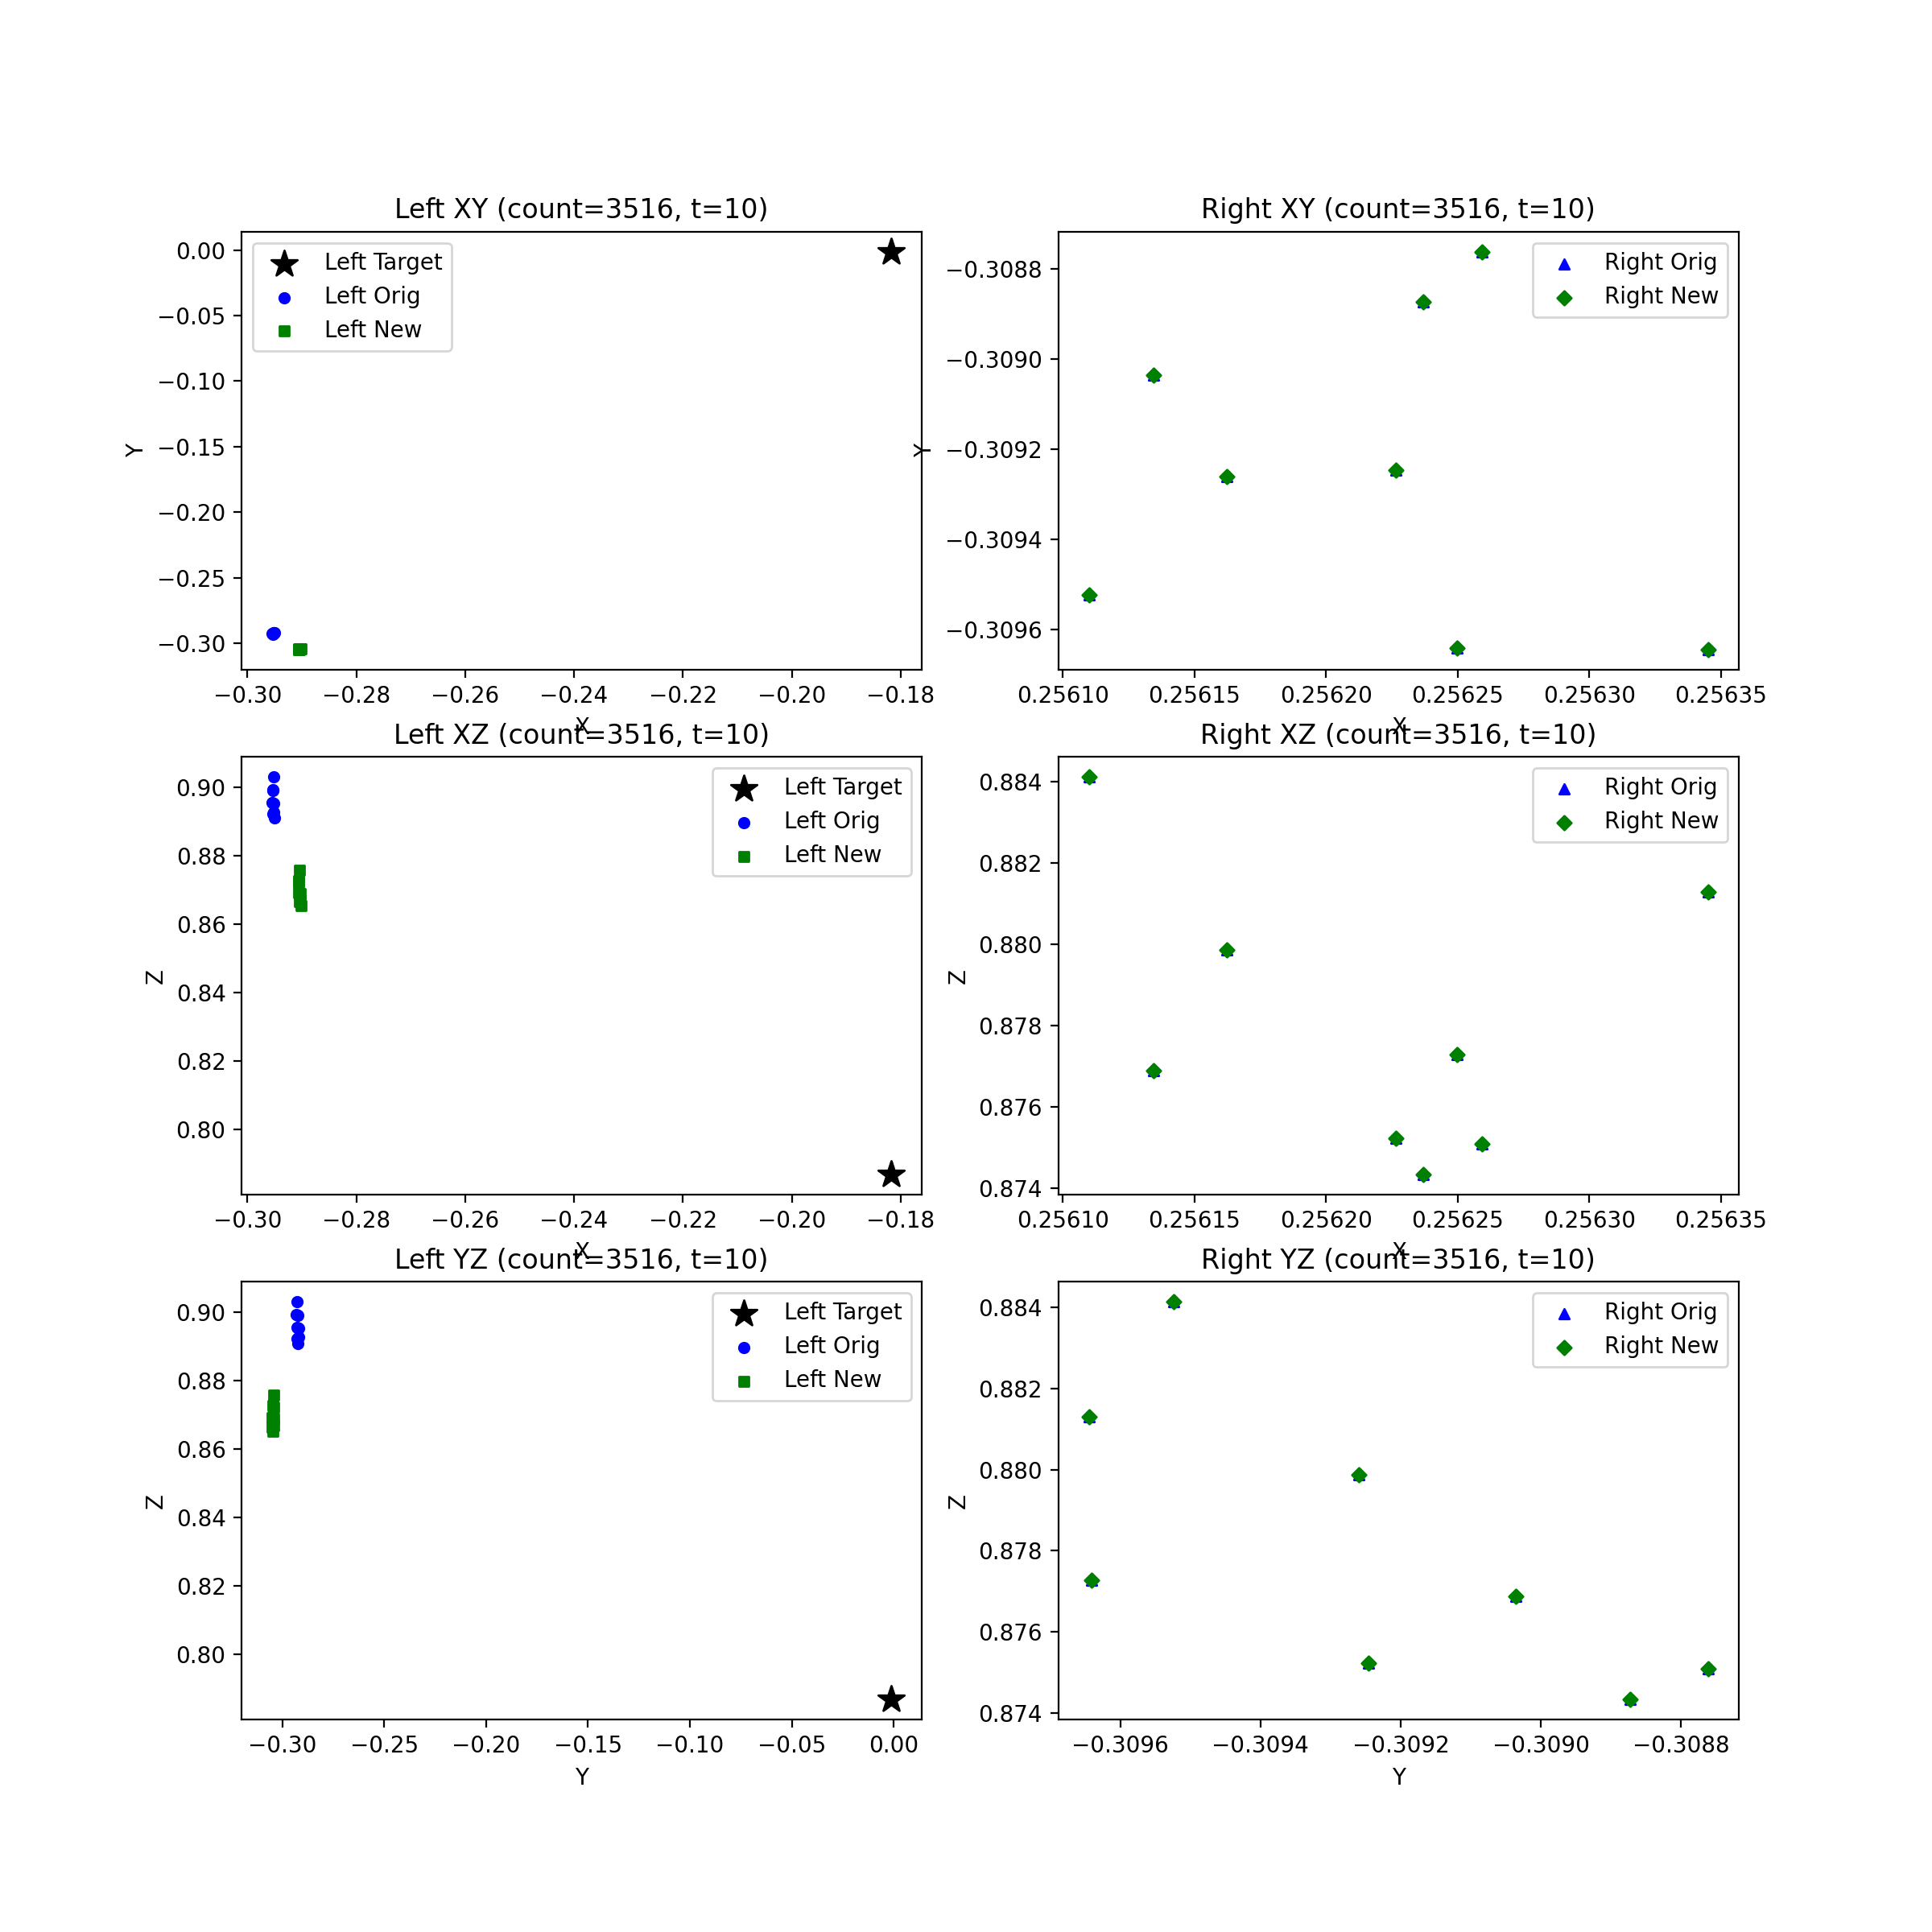 Left XY (count=3516, t=10)
0.00
−0.05
−0.10
−0.15
−0.20
−0.25
−0.30
Y
Left Target
Left Orig
Left New
−0.30 −0.28 −0.26 −0.24 −0.22 −0.20 −0.18
X
Right XY (count=3516, t=10)
−0.3088
−0.3090
−0.3092
−0.3094
−0.3096
Y
Right Orig
Right New
0.25610 0.25615 0.25620 0.25625 0.25630 0.25635
X
Left XZ (count=3516, t=10)
0.90
0.88
0.86
0.84
0.82
0.80
Z
Left Target
Left Orig
Left New
−0.30 −0.28 −0.26 −0.24 −0.22 −0.20 −0.18
X
Right XZ (count=3516, t=10)
0.884
0.882
0.880
0.878
0.876
0.874
Z
Right Orig
Right New
0.25610 0.25615 0.25620 0.25625 0.25630 0.25635
X
Left YZ (count=3516, t=10)
0.90
0.88
0.86
0.84
0.82
0.80
Z
Left Target
Left Orig
Left New
−0.30 −0.25 −0.20 −0.15 −0.10 −0.05 0.00
Y
Right YZ (count=3516, t=10)
0.884
0.882
0.880
0.878
0.876
0.874
Z
Right Orig
Right New
−0.3096 −0.3094 −0.3092 −0.3090 −0.3088
Y